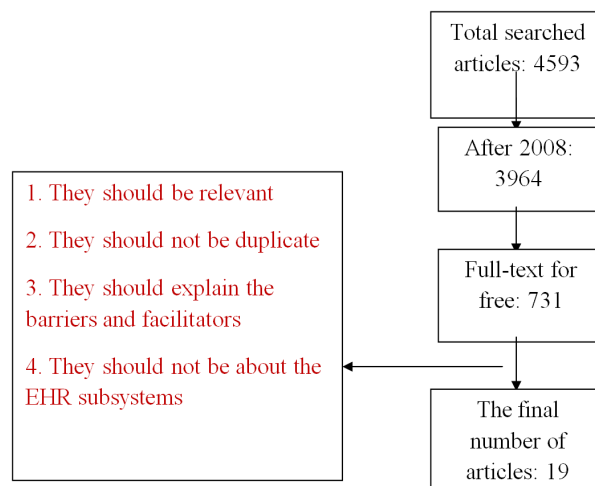 Total searched
articles: 4593
After 2008:
3964
1. They should be relevant
2. They should not be duplicate
3. They should explain the
barriers and facilitators
4. They should not be about the
EHR subsystems
Full-text for
free: 731
The final
number of
articles: 19